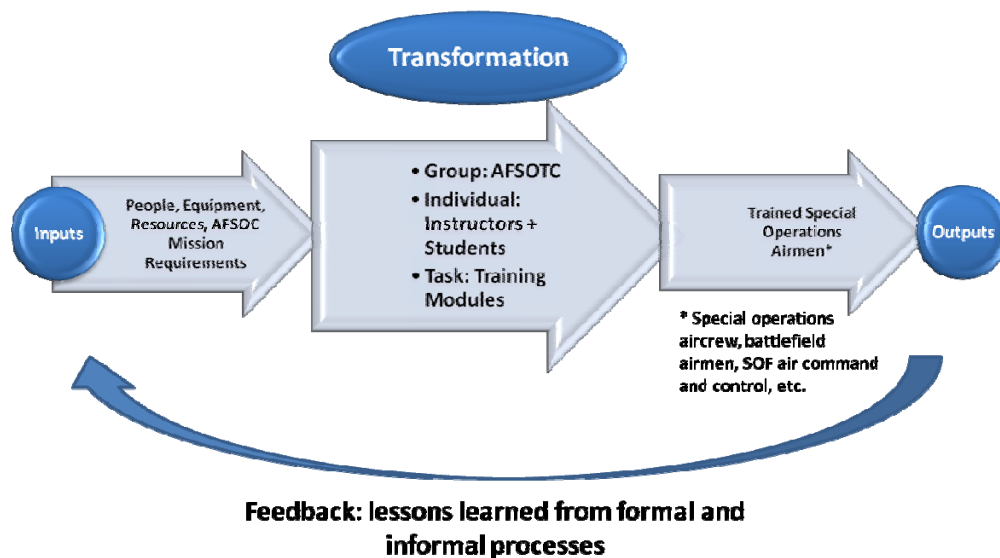 Transformation
Inputs
People, Equipment,
Resources, AFSOC
Mission
Requirements
• Group: AFSOTC
• Individual:
Instructors +
Students
• Task: Training
Modules
Trained Special
Operations
Airmen*
Outputs
* Special operations
aircrew, battlefield
airmen, SOF air command
and control, etc.
Feedback: lessons learned from formal and
informal processes